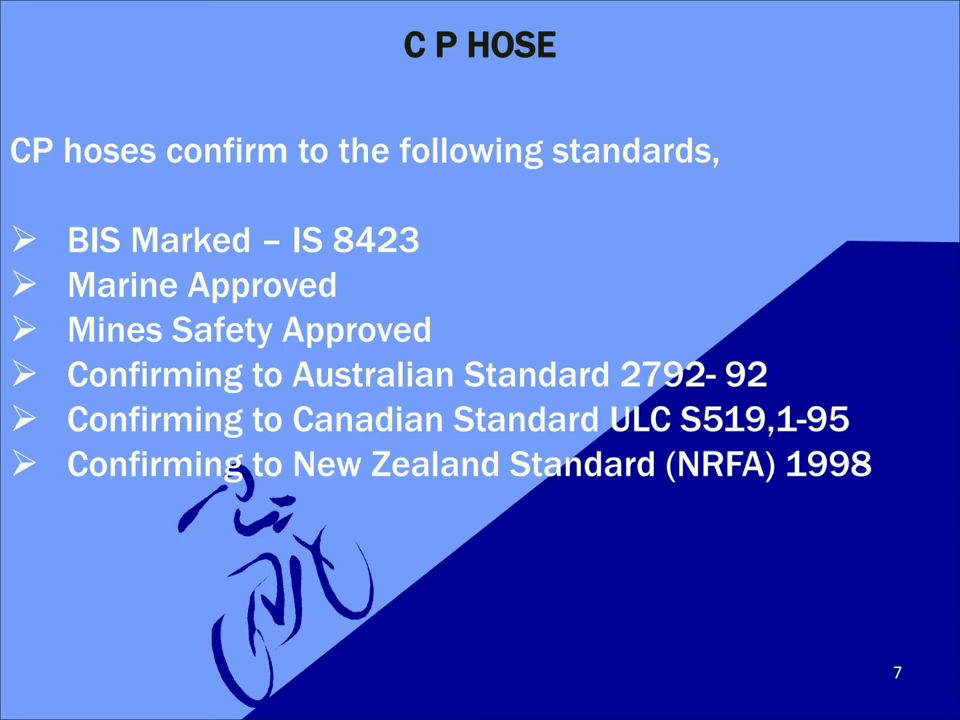 C P HOSE
CP hoses confirm to the following standards,
➢ BIS Marked – IS 8423
➢ Marine Approved
➢ Mines Safety Approved
➢ Confirming to Australian Standard 2792- 92
➢ Confirming to Canadian Standard ULC S519,1-95
➢ Confirming to New Zealand Standard (NRFA) 1998
7